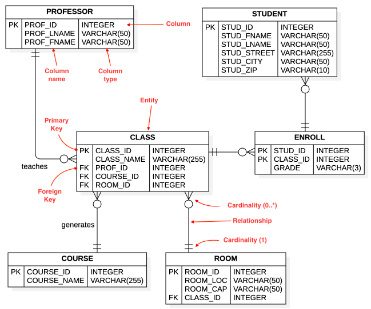 PROFESSOR
PK PROF_ID INTEGER
PROF_LNAME VARCHAR(50)
PROF_FNAME VARCHAR(50)
Column
Column
name
Column
type
STUDENT
PK STUD_ID INTEGER
STUD_FNAME VARCHAR(50)
STUD_LNAME VARCHAR(50)
STUD_STREET VARCHAR(255)
STUD_CITY VARCHAR(50)
STUD_ZIP VARCHAR(10)
Entity
Primary
Key
CLASS
PK CLASS_ID INTEGER
CLASS_NAME VARCHAR(255)
FK PROF_ID INTEGER
FK COURSE_ID INTEGER
FK ROOM_ID INTEGER
teaches
Foreign
Key
ENROLL
PK STUD_ID INTEGER
PK CLASS_ID INTEGER
GRADE VARCHAR(3)
Cardinality (0..*)
Relationship
generates
Cardinality (1)
COURSE
PK COURSE_ID INTEGER
COURSE_NAME VARCHAR(255)
ROOM
PK ROOM_ID INTEGER
ROOM_LOC VARCHAR(50)
ROOM_CAP VARCHAR(50)
FK CLASS_ID INTEGER